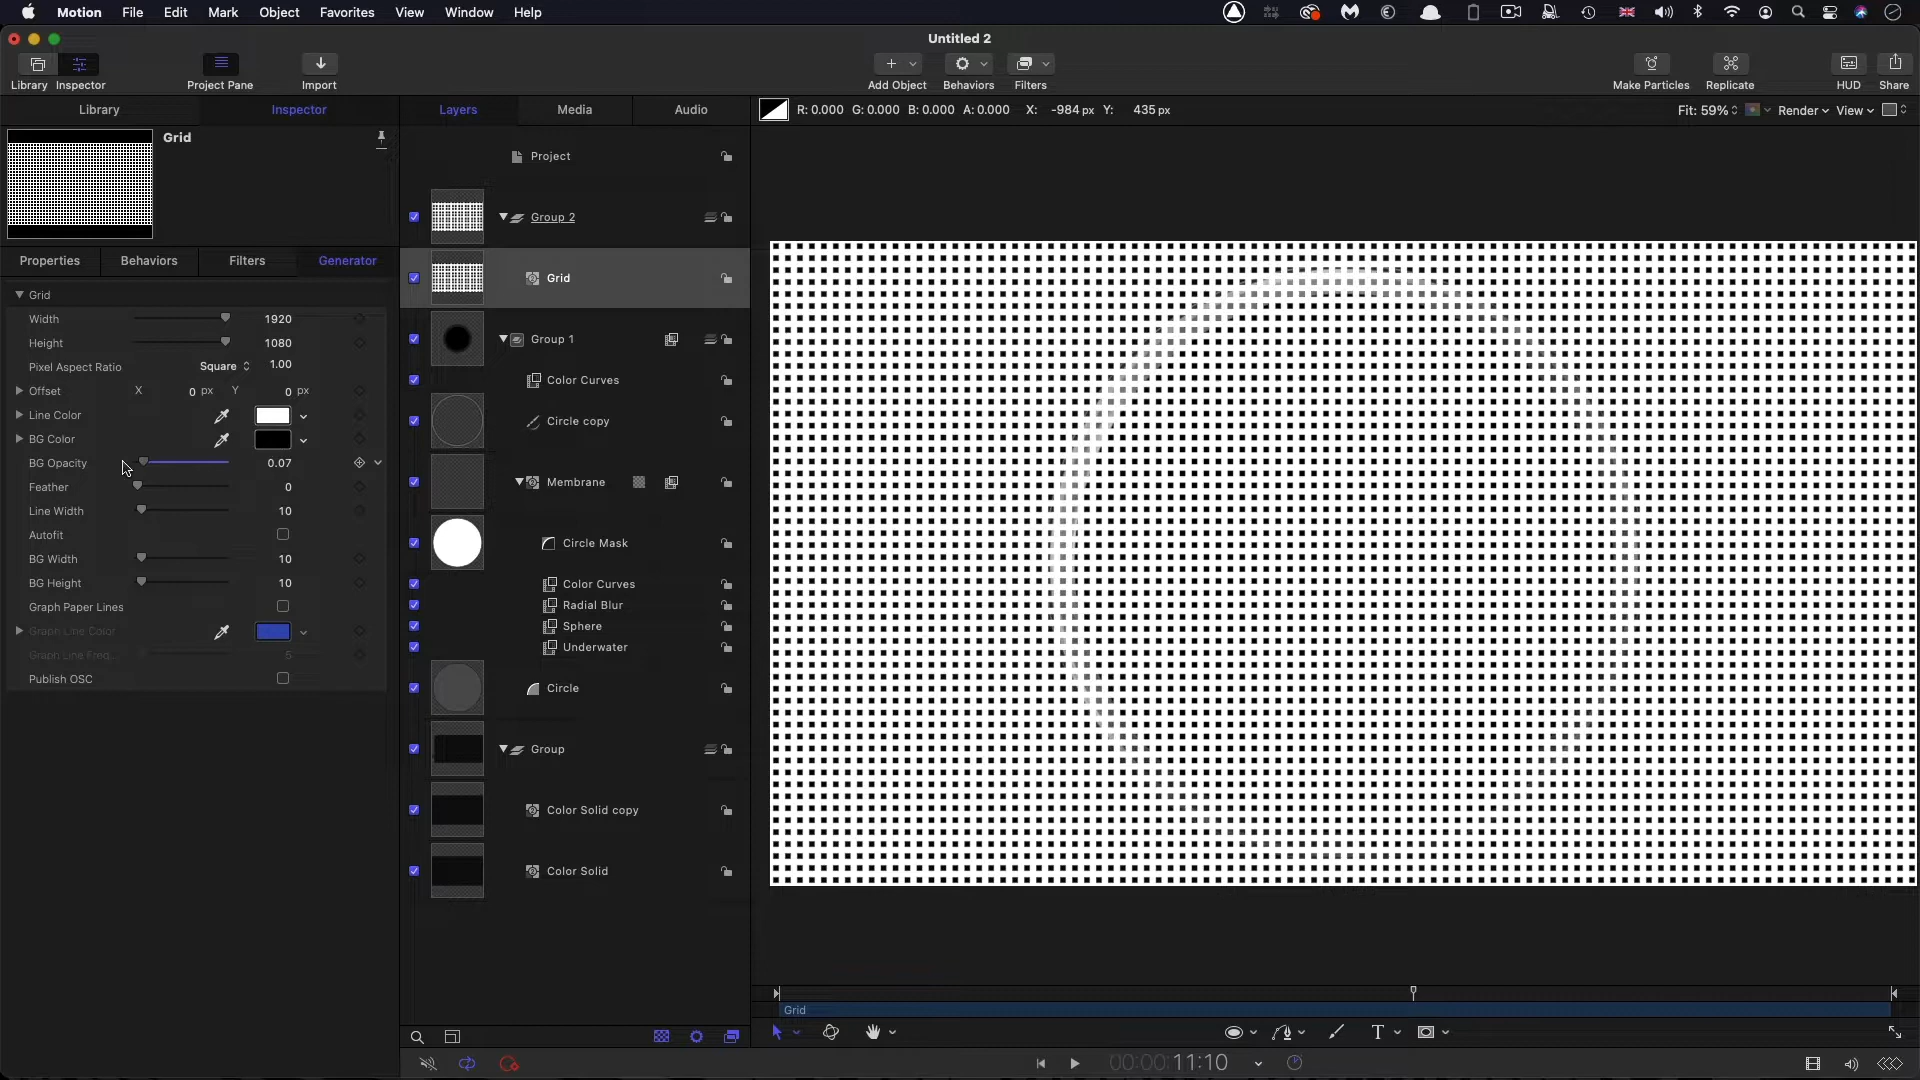 Motion File Edit Mark Object Favorites View Window Help
Untitled 2
Library Inspector Project Pane Import Add Object Behaviors Filters Make Particles Replicate HUD Share
Library Inspector Layers Media Audio R: 0.000 G: 0.000 B: 0.000 A: 0.000 X: -984 px Y: 435 px Fit: 59% Render View
Grid
Project
Group 2
Properties Behaviors Filters Generator
Grid
Grid
Width 1920
Height 1080
Group 1
Pixel Aspect Ratio Square 1.00
Color Curves
Offset X 0 px Y 0 px
Line Color
Circle copy
BG Color
BG Opacity 0.07
Membrane
Feather 0
Line Width 10
Autofit
Circle Mask
BG Width 10
BG Height 10
Color Curves
Graph Paper Lines
Radial Blur
Graph Line Color
Sphere
Graph Line Freq... 5
Underwater
Publish OSC
Circle
Group
Color Solid copy
Color Solid
Grid
T
00:00:11:10